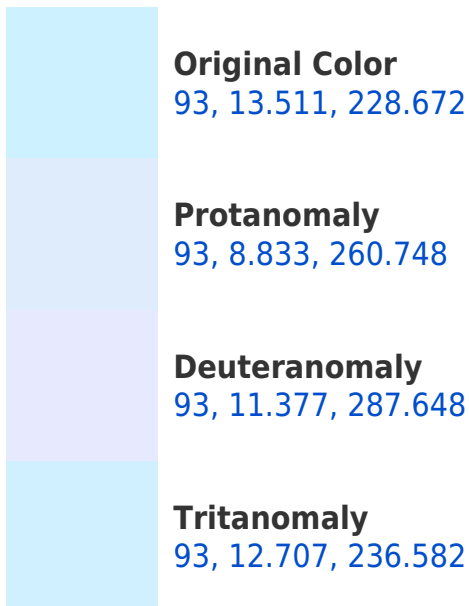 Original Color
93, 13.511, 228.672
Protanomaly
93, 8.833, 260.748
Deuteranomaly
93, 11.377, 287.648
Tritanomaly
93, 12.707, 236.582